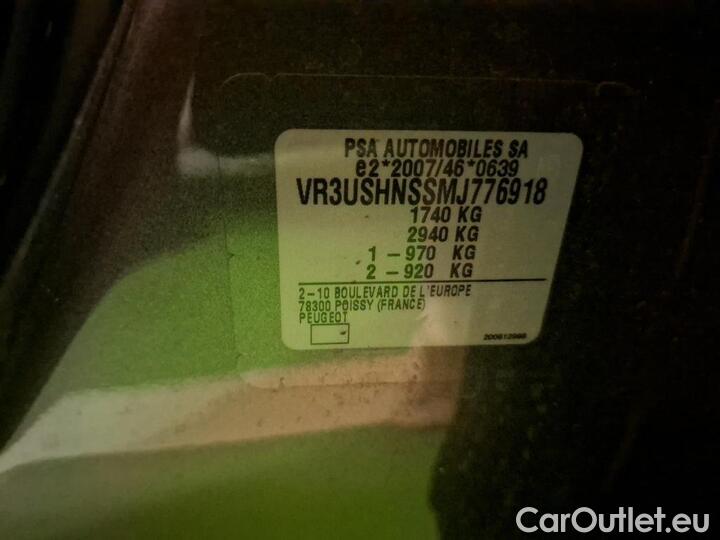 PSA AUTOMOBILES SA
e2*2007/46*0639
VR3USHNSSMJ776918
1740 KG
2940 KG
1 -970 KG
2 -920 KG
2-10 BOULEVARD DE L'EUROPE
78300 POISSY (FRANCE)
PEUGEOT
CarOutlet.eu